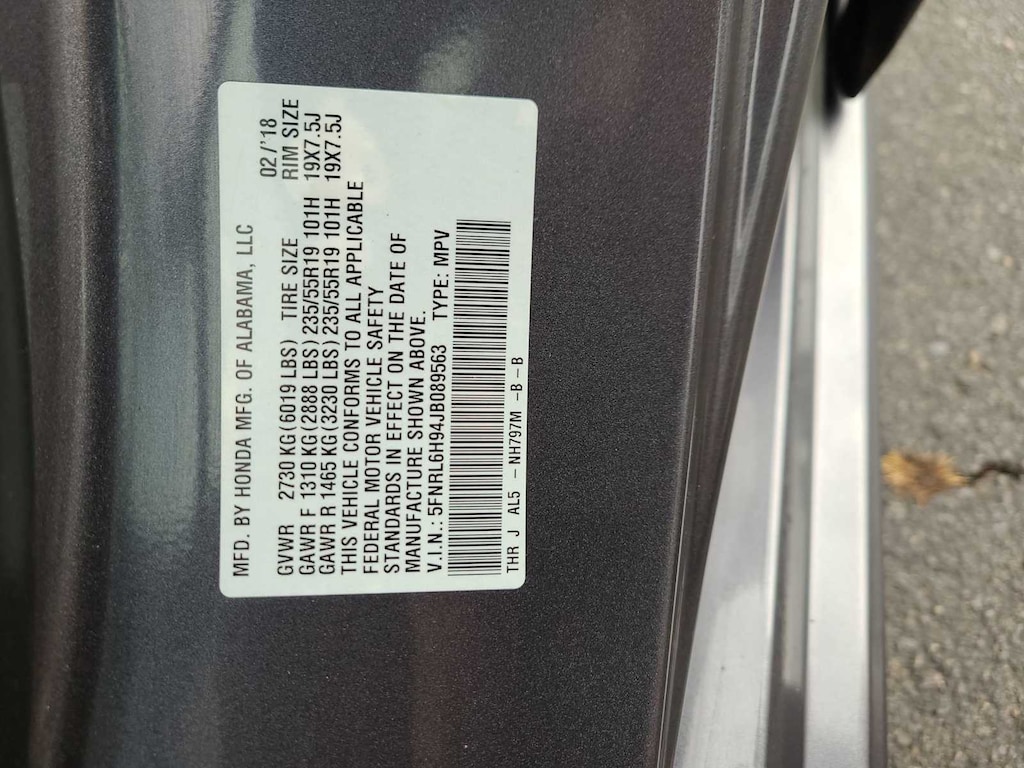 MFD. BY HONDA MFG. OF ALABAMA, LLC
02/'18
GVWR 2730 KG (6019 LBS) TIRE SIZE RIM SIZE
GAWR F 1310 KG (2888 LBS) 235/55R19 101H 19X7.5J
GAWR R 1465 KG (3230 LBS) 235/55R19 101H 19X7.5J
THIS VEHICLE CONFORMS TO ALL APPLICABLE
FEDERAL MOTOR VEHICLE SAFETY
STANDARDS IN EFFECT ON THE DATE OF
MANUFACTURE SHOWN ABOVE.
V.I.N.: 5FNRL6H94JB089563 TYPE: MPV
THR J AL5 -NH797M -B-B